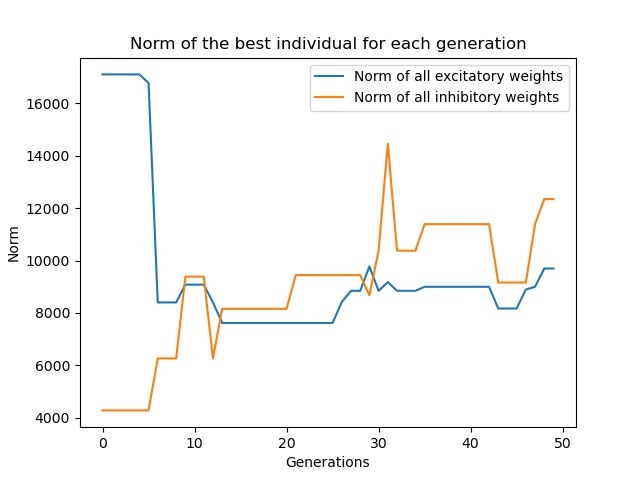 Norm of the best individual for each generation
Norm of all excitatory weights
Norm of all inhibitory weights
16000
14000
12000
10000
8000
6000
4000
Norm
0 10 20 30 40 50
Generations